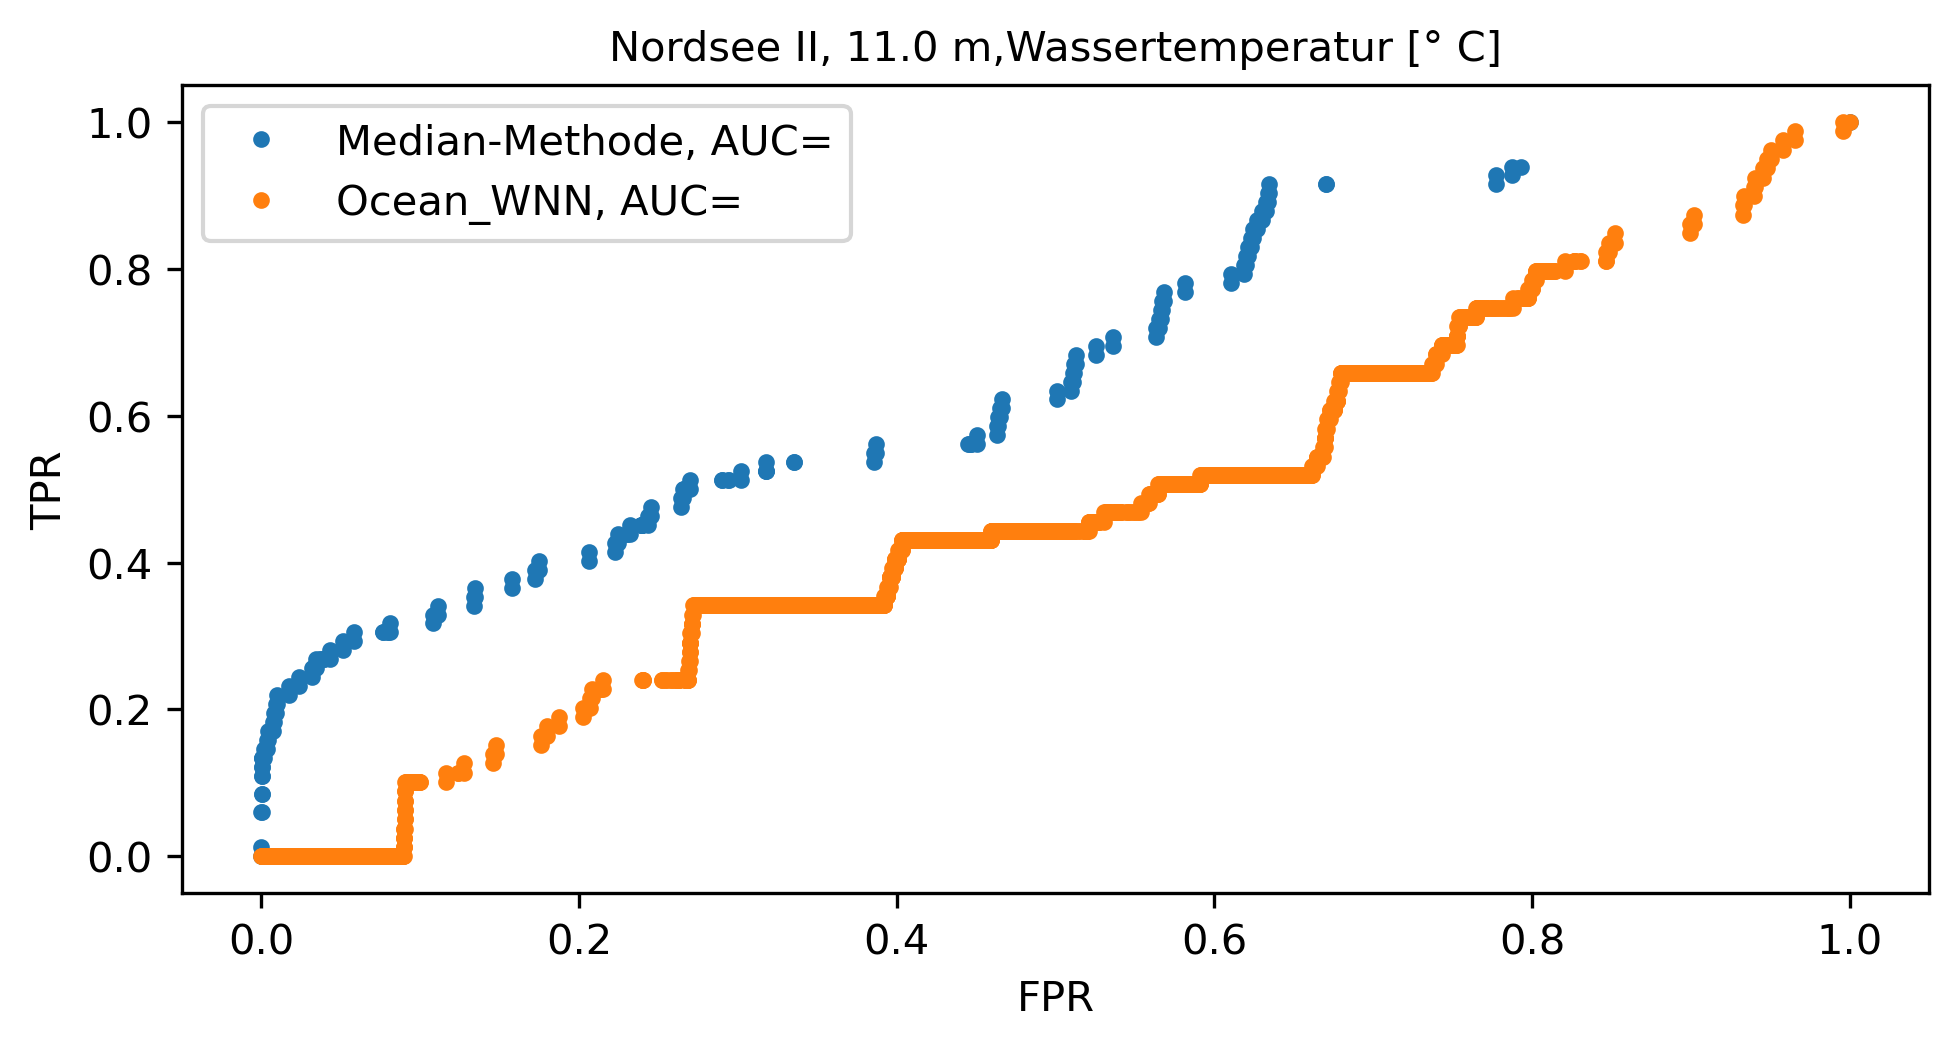 Nordsee II, 11.0 m,Wassertemperatur [° C]
Median-Methode, AUC=
Ocean_WNN, AUC=
1.0
0.8
0.6
0.4
0.2
0.0
TPR
0.0 0.2 0.4 0.6 0.8 1.0
FPR